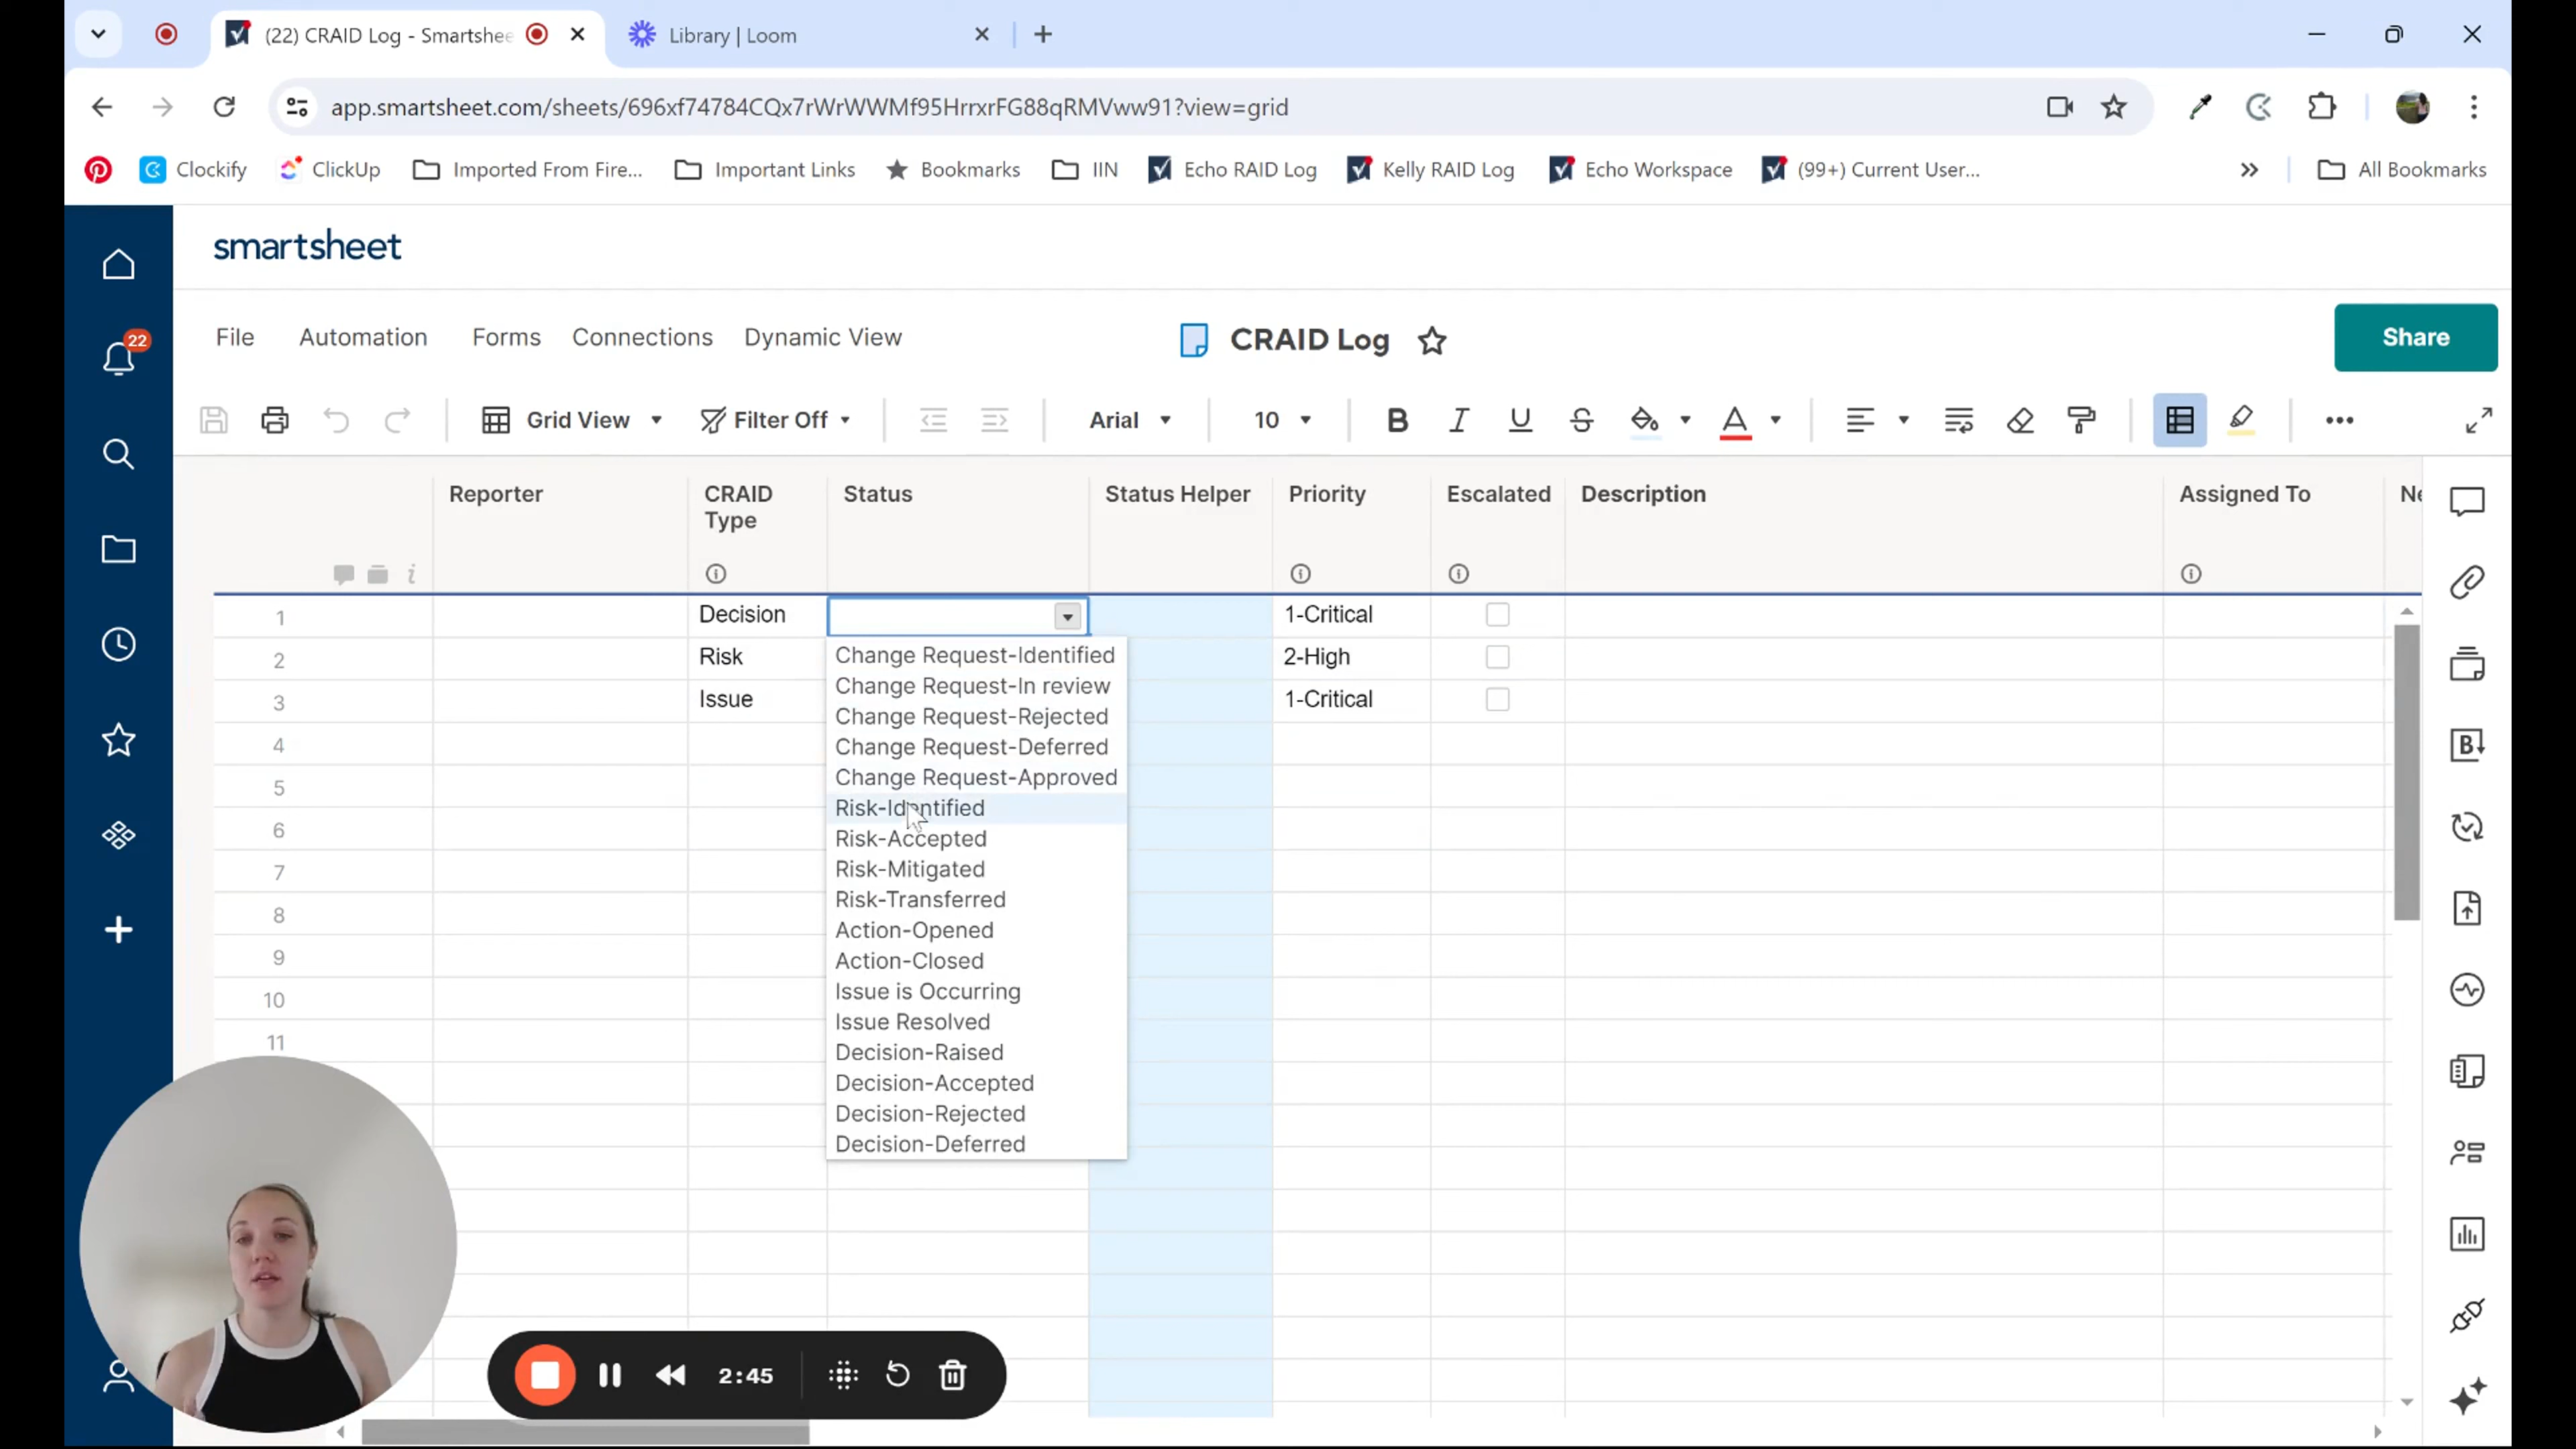 (22) CRAID Log - Smartshee
Library | Loom
app.smartsheet.com/sheets/696xf74784CQx7rWrWWMf95HrrxrFG88qRMVww91?view=grid
Clockify
ClickUp
Imported From Fire...
Important Links
Bookmarks
IIN
Echo RAID Log
Kelly RAID Log
Echo Workspace
(99+) Current User...
All Bookmarks
smartsheet
22
File
Automation
Forms
Connections
Dynamic View
CRAID Log
Share
Grid View
Filter Off
Arial
10
Reporter
CRAID Type
Status
Status Helper
Priority
Escalated
Description
Assigned To
Ne
1
Decision
1-Critical
2
Risk
2-High
3
Issue
1-Critical
4
5
6
7
8
9
10
11
Change Request-Identified
Change Request-In review
Change Request-Rejected
Change Request-Deferred
Change Request-Approved
Risk-Identified
Risk-Accepted
Risk-Mitigated
Risk-Transferred
Action-Opened
Action-Closed
Issue is Occurring
Issue Resolved
Decision-Raised
Decision-Accepted
Decision-Rejected
Decision-Deferred
2:45